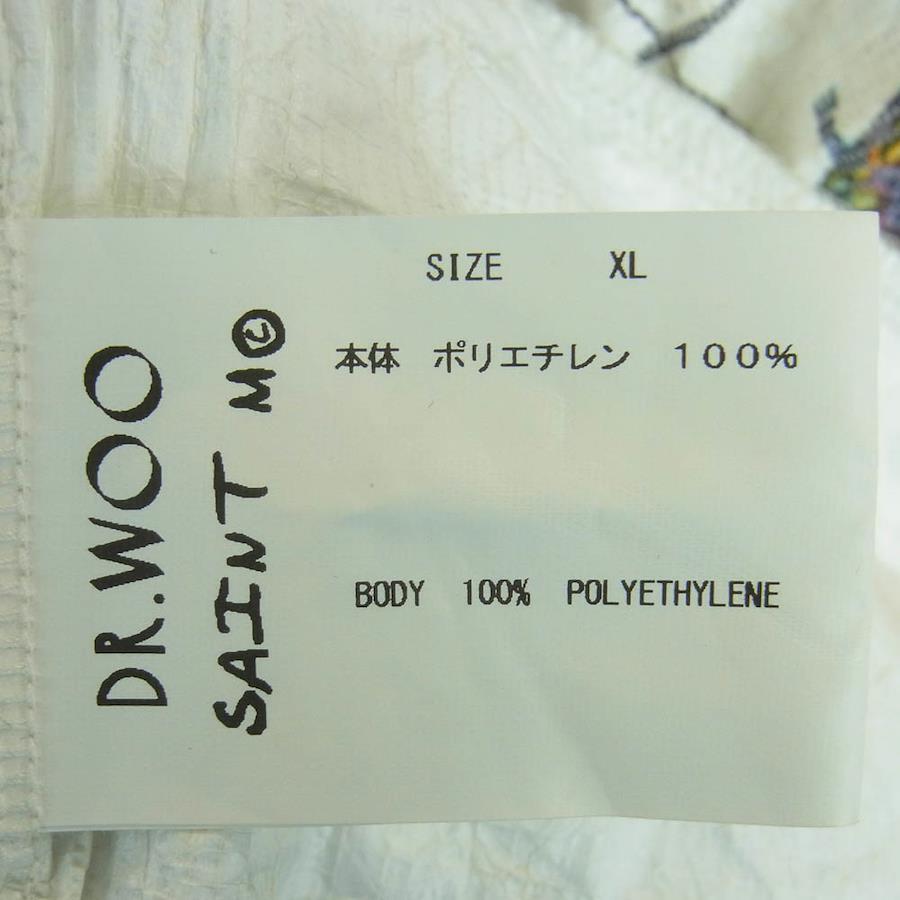 DR.WOO
SAINT M©
SIZE XL
本体 ポリエチレン 100%
BODY 100% POLYETHYLENE